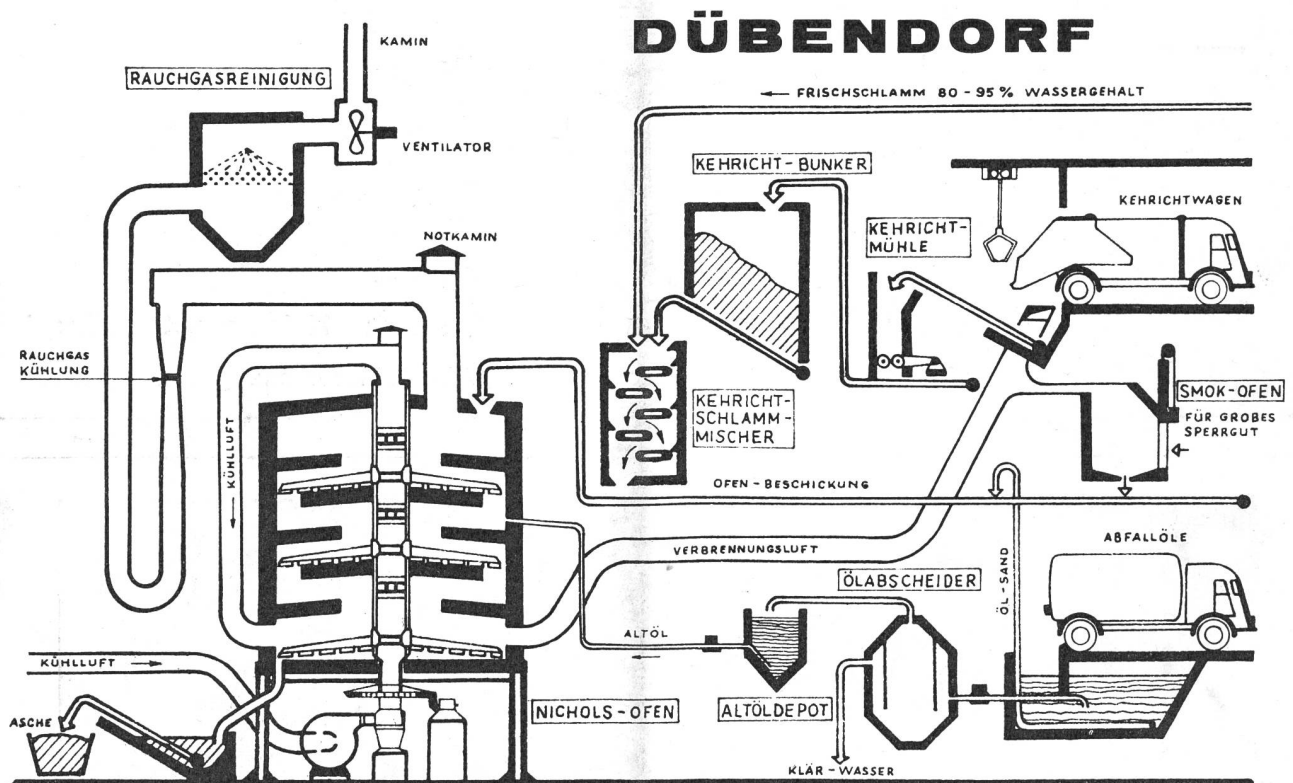 DÜBENDORF
KAMIN
RAUCHGASREINIGUNG
VENTILATOR
← FRISCHSCHLAMM 80 - 95 % WASSERGEHALT
KEHRICHT - BUNKER
KEHRICHT-
MÜHLE
KEHRICHTWAGEN
NOTKAMIN
RAUCHGAS
KÜHLUNG
KÜHLLUFT
KEHRICHT-
SCHLAMM-
MISCHER
SMOK-OFEN
FÜR GROBES
SPERRGUT
OFEN - BESCHICKUNG
VERBRENNUNGSLUFT
ÖL-SAND
ABFALLÖLE
ÖLABSCHEIDER
ALTÖL
KÜHLLUFT
NICHOLS-OFEN
ALTÖLDEPOT
ASCHE
KLÄR-WASSER